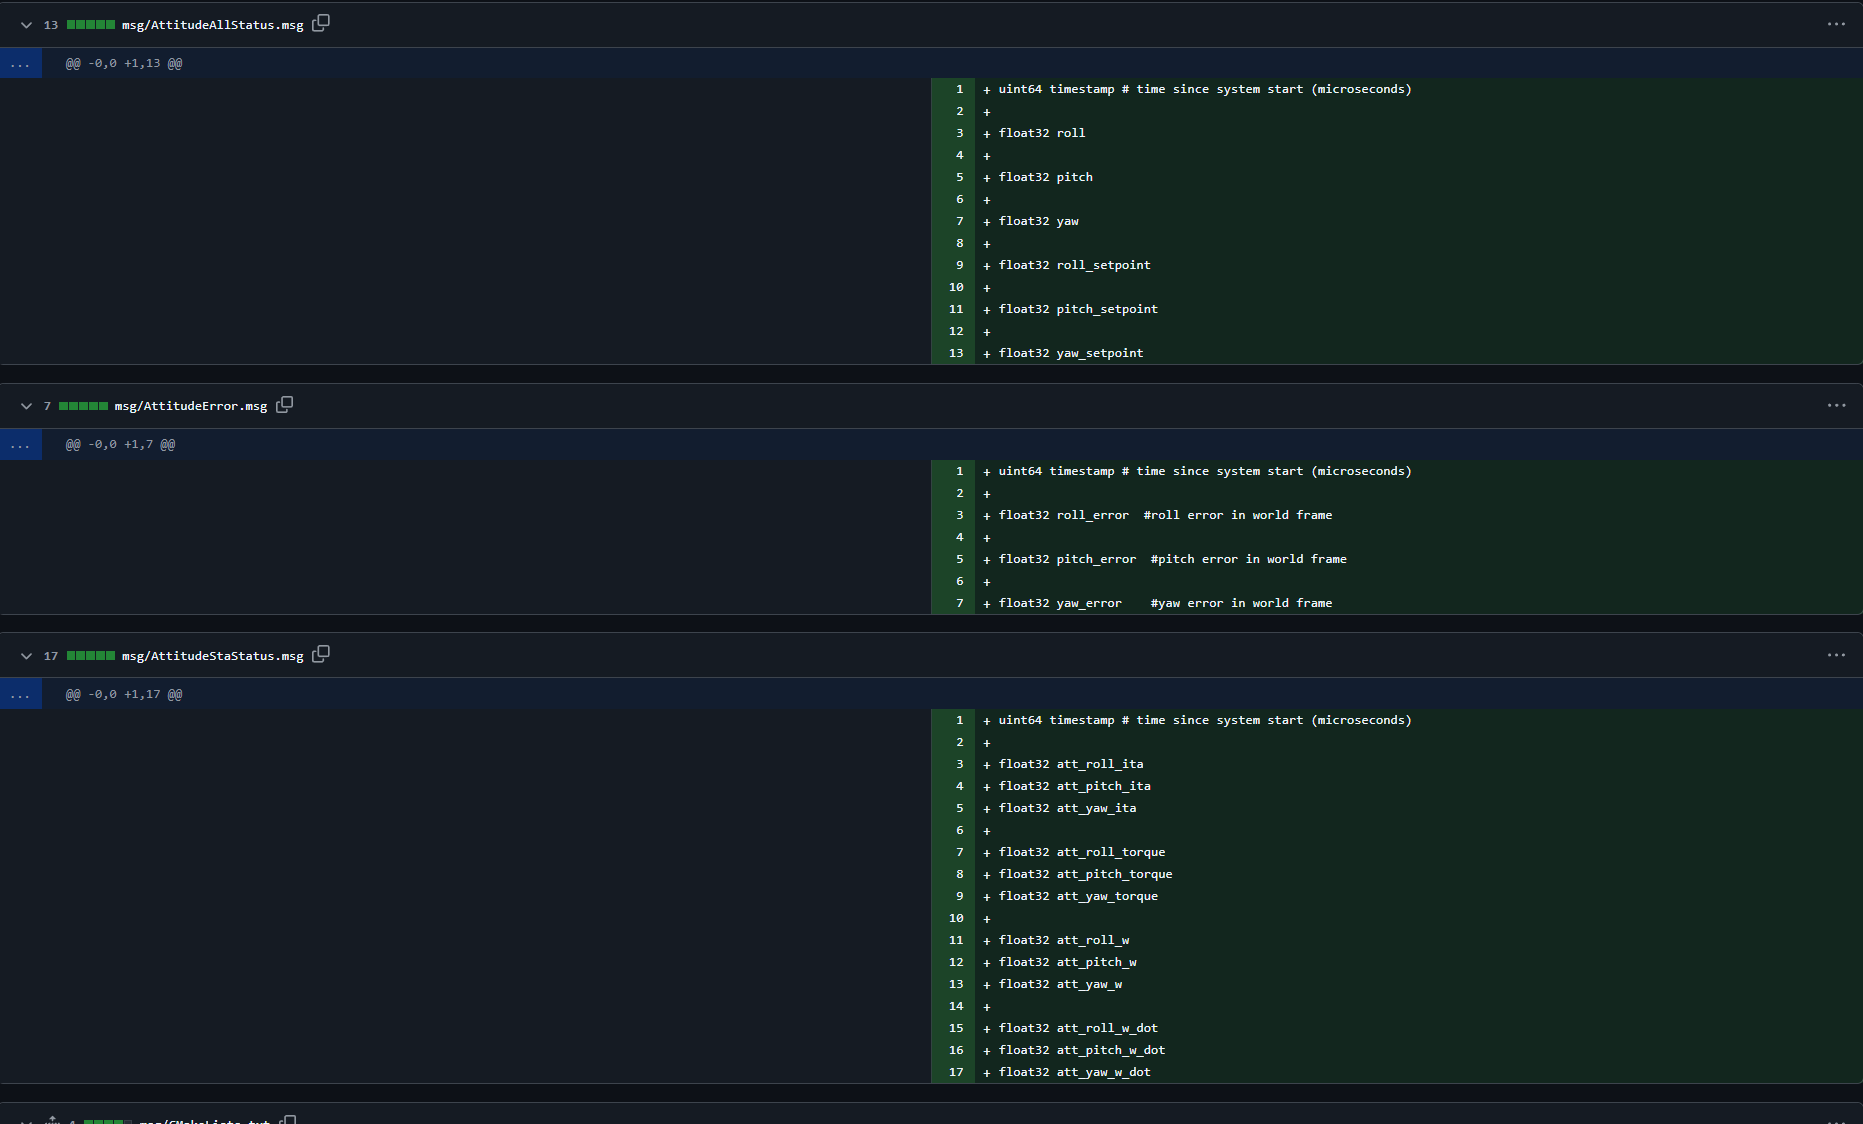 13 msg/AttitudeAllStatus.msg
... @@ -0,0 +1,13 @@
1 + uint64 timestamp # time since system start (microseconds)
2 +
3 + float32 roll
4 +
5 + float32 pitch
6 +
7 + float32 yaw
8 +
9 + float32 roll_setpoint
10 +
11 + float32 pitch_setpoint
12 +
13 + float32 yaw_setpoint
7 msg/AttitudeError.msg
... @@ -0,0 +1,7 @@
1 + uint64 timestamp # time since system start (microseconds)
2 +
3 + float32 roll_error  #roll error in world frame
4 +
5 + float32 pitch_error  #pitch error in world frame
6 +
7 + float32 yaw_error    #yaw error in world frame
17 msg/AttitudeStaStatus.msg
... @@ -0,0 +1,17 @@
1 + uint64 timestamp # time since system start (microseconds)
2 +
3 + float32 att_roll_ita
4 + float32 att_pitch_ita
5 + float32 att_yaw_ita
6 +
7 + float32 att_roll_torque
8 + float32 att_pitch_torque
9 + float32 att_yaw_torque
10 +
11 + float32 att_roll_w
12 + float32 att_pitch_w
13 + float32 att_yaw_w
14 +
15 + float32 att_roll_w_dot
16 + float32 att_pitch_w_dot
17 + float32 att_yaw_w_dot
4 msg/CMakeLists.txt